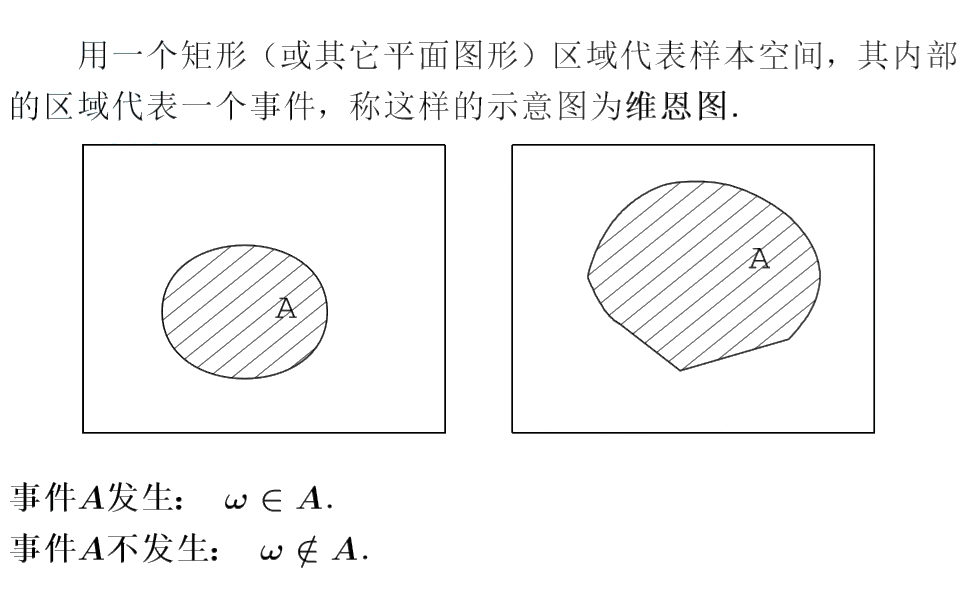 用一个矩形（或其它平面图形）区域代表样本空间，其内部
的区域代表一个事件，称这样的示意图为维恩图.
A
A
事件A发生： ω ∈ A.
事件A不发生： ω ∉ A.